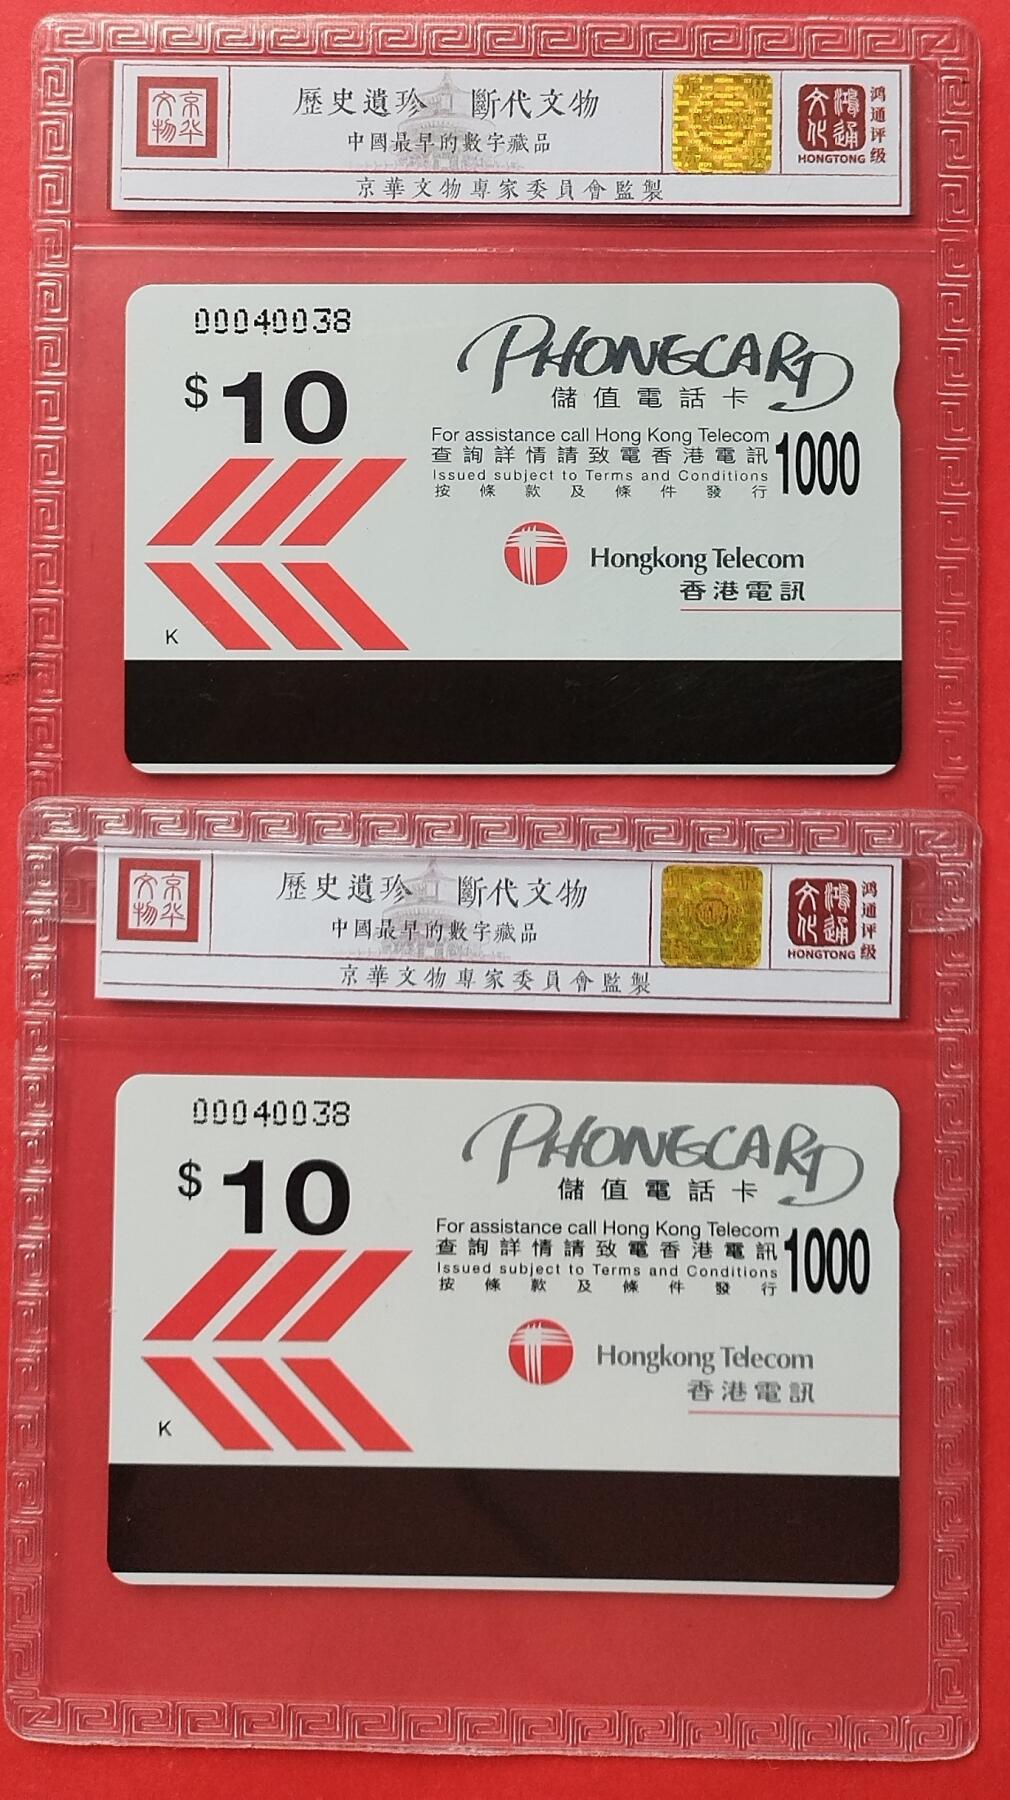 京华
文物
歷史遺珍 斷代文物
中國最早的數字藏品
京華文物專家委員會監製
鴻通
文化
HONGTONG
鸿通评级
00040038
$10
PHONECARD
儲值電話卡
For assistance call Hong Kong Telecom
查詢詳情請致電香港電訊
1000
Issued subject to Terms and Conditions
按條款及條件發行
Hongkong Telecom
香港電訊
K
京华
文物
歷史遺珍 斷代文物
中國最早的數字藏品
京華文物專家委員會監製
鴻通
文化
HONGTONG
鸿通评级
00040038
$10
PHONECARD
儲值電話卡
For assistance call Hong Kong Telecom
查詢詳情請致電香港電訊
1000
Issued subject to Terms and Conditions
按條款及條件發行
Hongkong Telecom
香港電訊
K